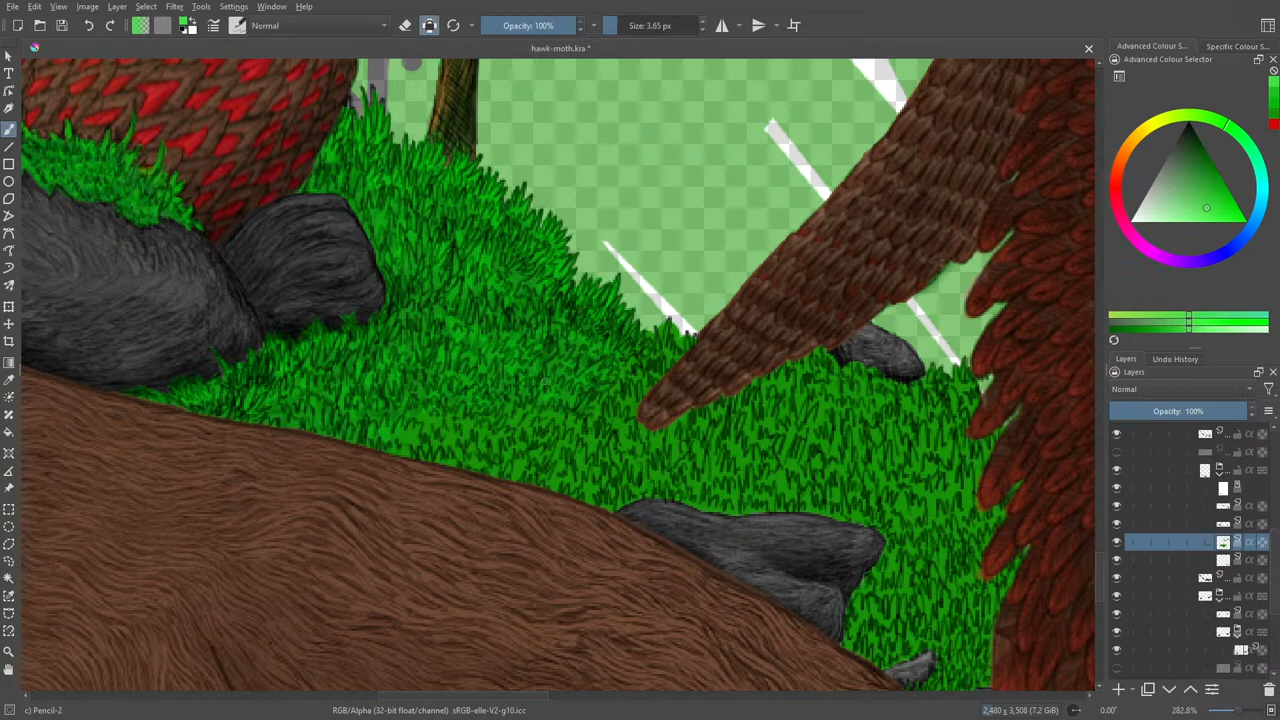 File Edit View Image Layer Select Filter Tools Settings Window Help
Normal Opacity: 100% Size: 3.65 px
hawk-moth.kra *
Advanced Colour S... Specific Colour S...
Advanced Colour Selector
Layers Undo History
Layers
Normal
Opacity: 100%
c) Pencil-2 RGB/Alpha (32-bit float/channel) sRGB-elle-V2-g10.icc 2,480 x 3,508 (7.2 GiB) 0.00° 282.8%